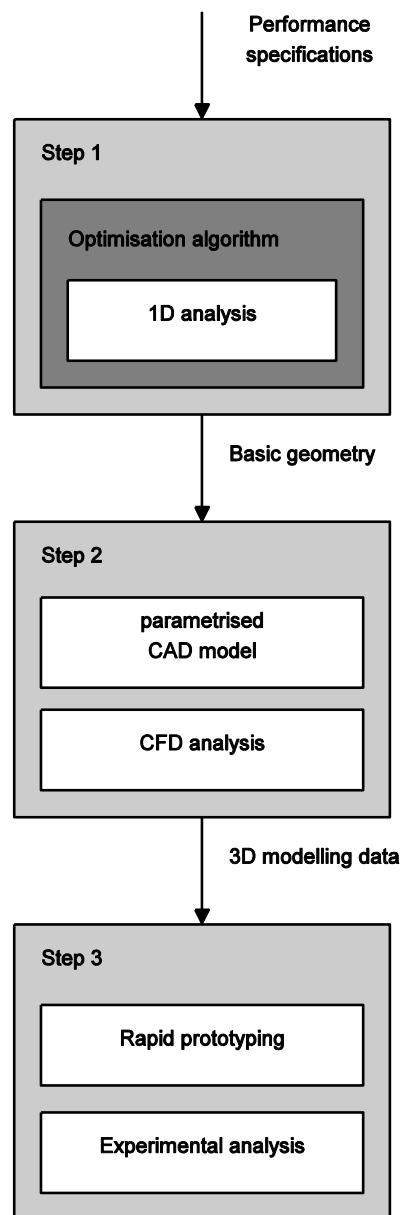 Performance
specifications
Step 1
Optimisation algorithm
1D analysis
Basic geometry
Step 2
parametrised
CAD model
CFD analysis
3D modelling data
Step 3
Rapid prototyping
Experimental analysis